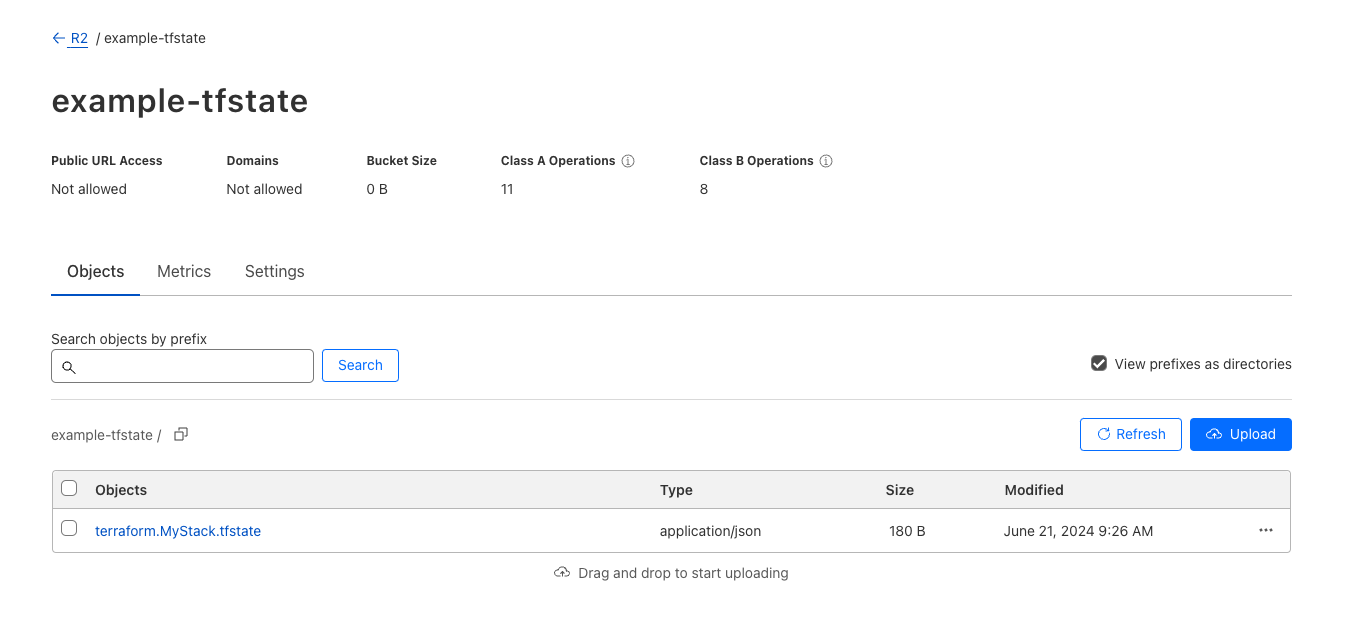 ← R2 / example-tfstate
example-tfstate
Public URL Access Domains Bucket Size Class A Operations Class B Operations
Not allowed Not allowed 0 B 11 8
Objects Metrics Settings
Search objects by prefix
Search View prefixes as directories
example-tfstate / Refresh Upload
Objects Type Size Modified
terraform.MyStack.tfstate application/json 180 B June 21, 2024 9:26 AM ...
Drag and drop to start uploading